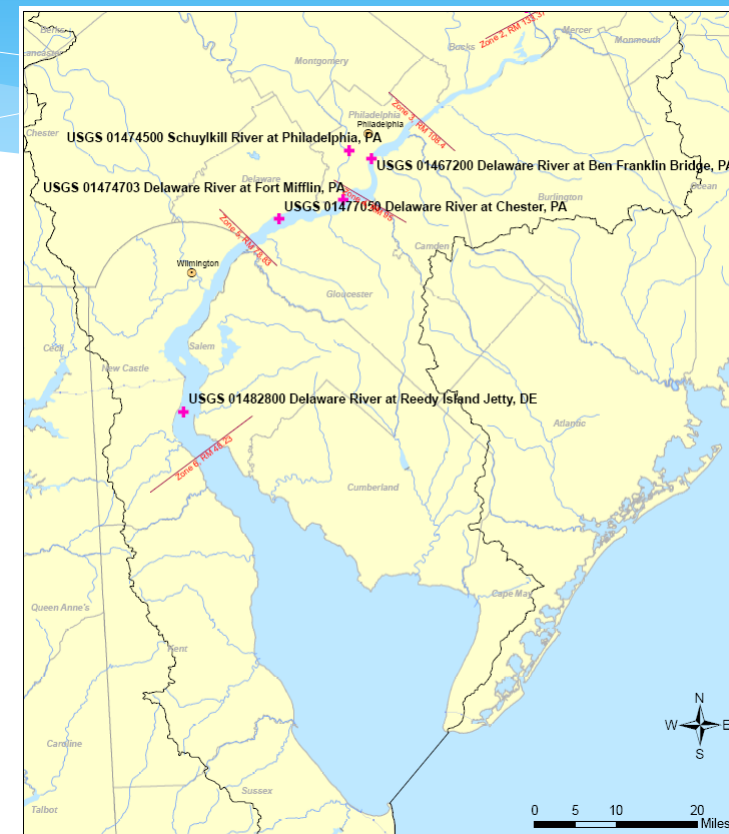 Berks
Lancaster
Bucks
Zone 2, RM 133.37
Mercer
Monmouth
Montgomery
Chester
Philadelphia
Philadelphia
Zone 3, RM 108.4
USGS 01474500 Schuylkill River at Philadelphia, PA
USGS 01467200 Delaware River at Ben Franklin Bridge, PA
Delaware
USGS 01474703 Delaware River at Fort Mifflin, PA
Ocean
Burlington
USGS 01477050 Delaware River at Chester, PA
95
Zone 5, RM 78.83
Camden
Wilmington
Gloucester
Cecil
Salem
New Castle
USGS 01482800 Delaware River at Reedy Island Jetty, DE
Atlantic
Zone 6, RM 48.23
Cumberland
Cape May
Queen Anne's
Kent
N
W E
S
Caroline
Sussex
Talbot
0 5 10 20
Miles